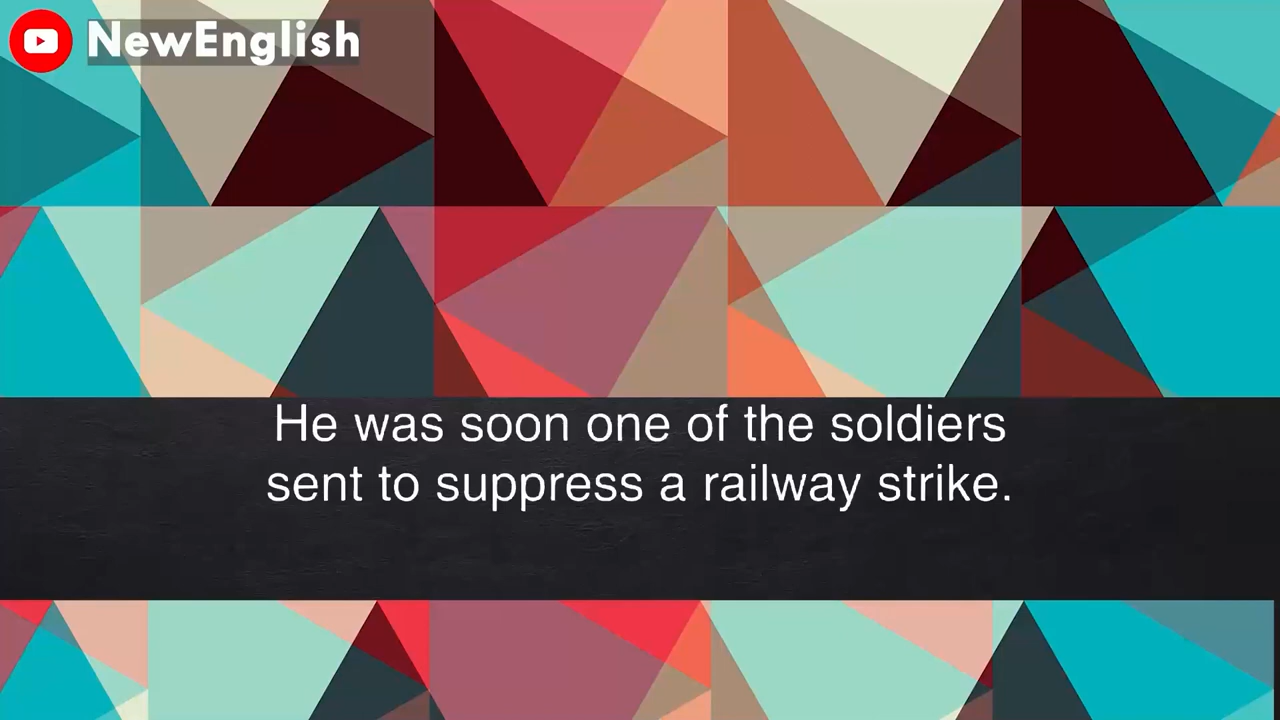 NewEnglish
He was soon one of the soldiers
sent to suppress a railway strike.